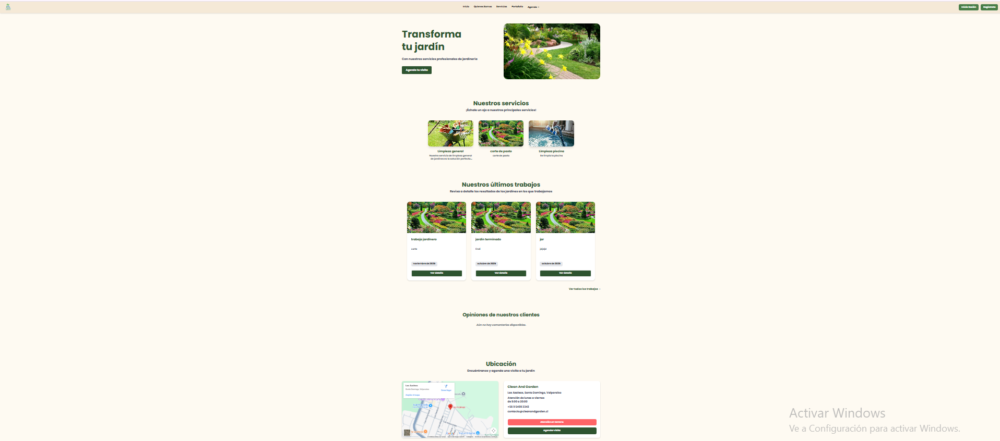 Inicio Quienes Somos Servicios Portafolio Agenda
Inicia Sesión Regístrate
Transforma
tu jardín
Con nuestros servicios profesionales de jardinería
Agenda tu visita
Nuestros servicios
¡Échale un ojo a nuestros principales servicios!
Limpieza general
Nuestro servicio de limpieza general
de jardines es la solución perfecta...
corte de pasto
corte de pasto
Limpieza piscina
Se limpia la piscina
Nuestros últimos trabajos
Revisa a detalle los resultados de los jardines en los que trabajamos
trabajo jardinero
corte
noviembre de 2025
Ver detalle
jardín terminado
octubre de 2025
Ver detalle
jar
octubre de 2025
Ver detalle
Ver todos los trabajos
Opiniones de nuestros clientes
Aún no hay comentarios disponibles.
Ubicación
Encuéntranos y agenda una visita a tu jardín
Las Azaleas
Santo Domingo, Valparaíso
Cómo llegar
Ampliar el mapa
Las Azaleas
Clean And Garden
Las Azaleas, Santo Domingo, Valparaíso
Atención de lunes a viernes
de 9:00 a 20:00
+56 9 5499 3343
contacto@cleanandgarden.cl
Atención en terreno
Agendar visita
Activar Windows
Ve a Configuración para activar Windows.